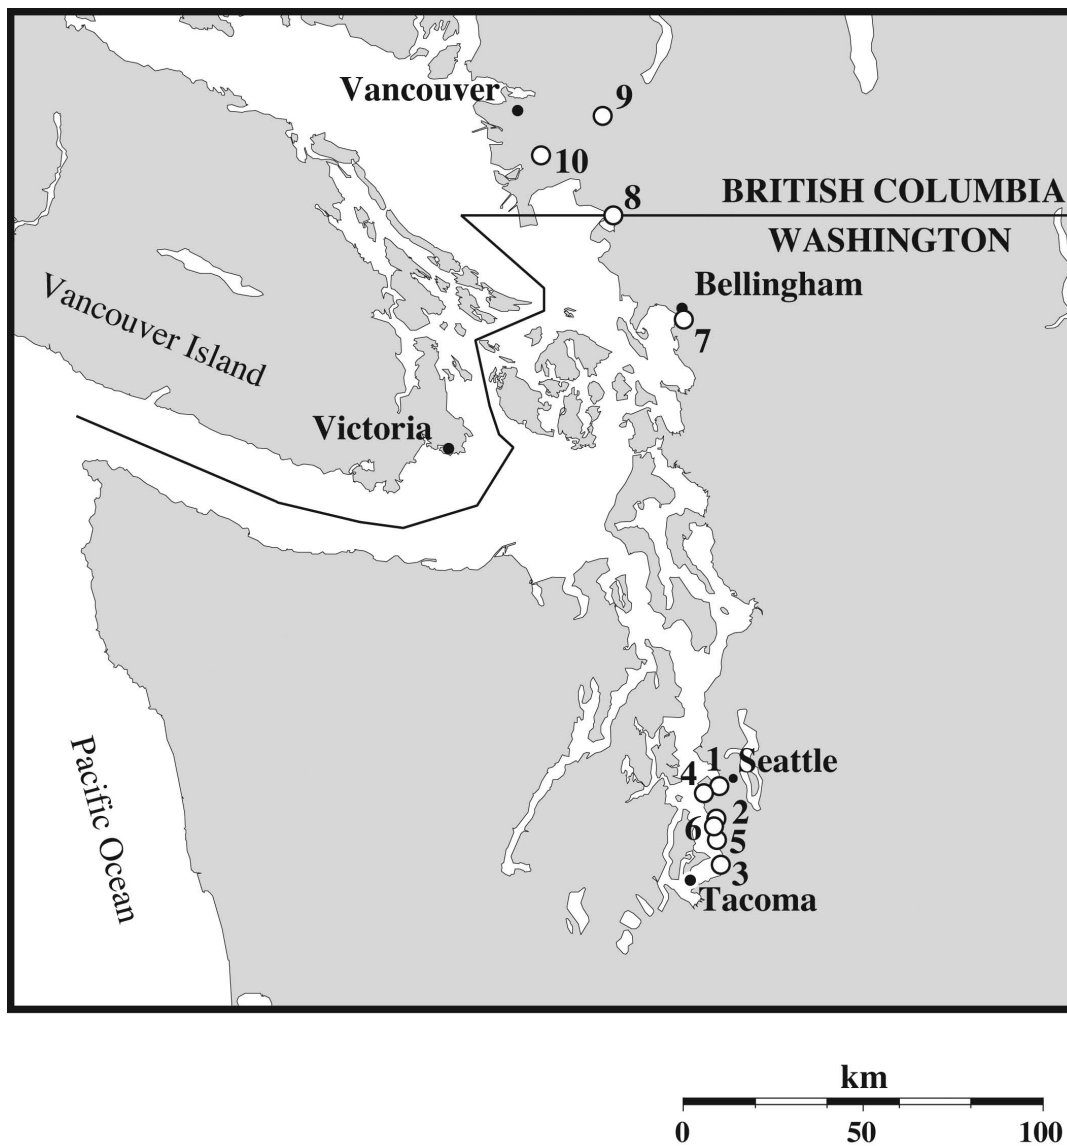 Vancouver
9
10
8
BRITISH COLUMBIA
WASHINGTON
Bellingham
7
Vancouver Island
Victoria
Pacific Ocean
1
Seattle
4
2
6
5
3
Tacoma
km
0 50 100